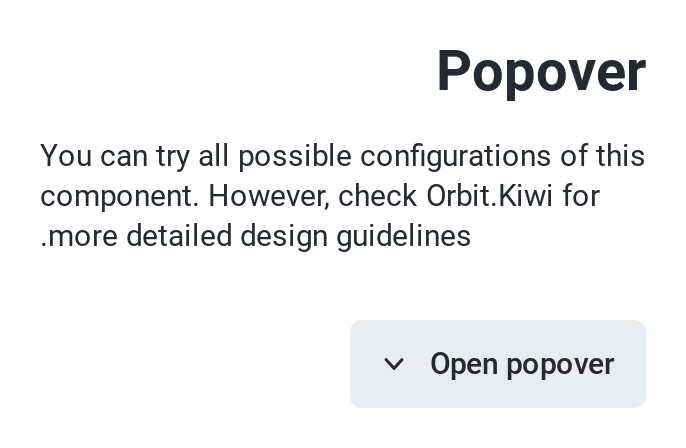 Popover
You can try all possible configurations of this
component. However, check Orbit.Kiwi for
.more detailed design guidelines
Open popover